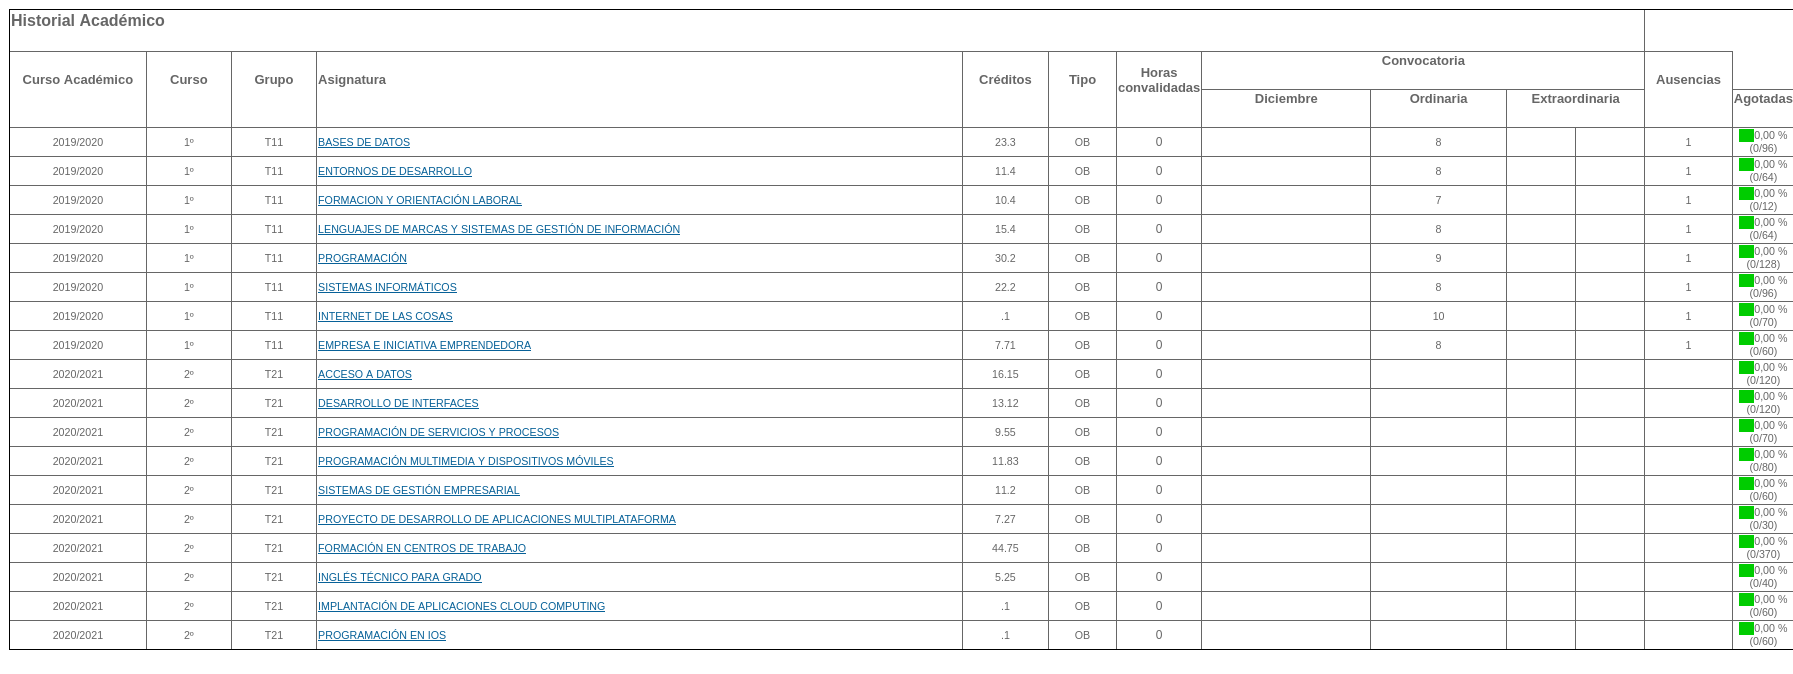 Historial Académico
Curso Académico Curso Grupo Asignatura Créditos Tipo Horas convalidadas Convocatoria Ausencias
Diciembre Ordinaria Extraordinaria Agotadas
2019/2020 1º T11 BASES DE DATOS 23.3 OB 0 8 1 0,00 % (0/96)
2019/2020 1º T11 ENTORNOS DE DESARROLLO 11.4 OB 0 8 1 0,00 % (0/64)
2019/2020 1º T11 FORMACION Y ORIENTACIÓN LABORAL 10.4 OB 0 7 1 0,00 % (0/12)
2019/2020 1º T11 LENGUAJES DE MARCAS Y SISTEMAS DE GESTIÓN DE INFORMACIÓN 15.4 OB 0 8 1 0,00 % (0/64)
2019/2020 1º T11 PROGRAMACIÓN 30.2 OB 0 9 1 0,00 % (0/128)
2019/2020 1º T11 SISTEMAS INFORMÁTICOS 22.2 OB 0 8 1 0,00 % (0/96)
2019/2020 1º T11 INTERNET DE LAS COSAS .1 OB 0 10 1 0,00 % (0/70)
2019/2020 1º T11 EMPRESA E INICIATIVA EMPRENDEDORA 7.71 OB 0 8 1 0,00 % (0/60)
2020/2021 2º T21 ACCESO A DATOS 16.15 OB 0 0,00 % (0/120)
2020/2021 2º T21 DESARROLLO DE INTERFACES 13.12 OB 0 0,00 % (0/120)
2020/2021 2º T21 PROGRAMACIÓN DE SERVICIOS Y PROCESOS 9.55 OB 0 0,00 % (0/70)
2020/2021 2º T21 PROGRAMACIÓN MULTIMEDIA Y DISPOSITIVOS MÓVILES 11.83 OB 0 0,00 % (0/80)
2020/2021 2º T21 SISTEMAS DE GESTIÓN EMPRESARIAL 11.2 OB 0 0,00 % (0/60)
2020/2021 2º T21 PROYECTO DE DESARROLLO DE APLICACIONES MULTIPLATAFORMA 7.27 OB 0 0,00 % (0/30)
2020/2021 2º T21 FORMACIÓN EN CENTROS DE TRABAJO 44.75 OB 0 0,00 % (0/370)
2020/2021 2º T21 INGLÉS TÉCNICO PARA GRADO 5.25 OB 0 0,00 % (0/40)
2020/2021 2º T21 IMPLANTACIÓN DE APLICACIONES CLOUD COMPUTING .1 OB 0 0,00 % (0/60)
2020/2021 2º T21 PROGRAMACIÓN EN IOS .1 OB 0 0,00 % (0/60)